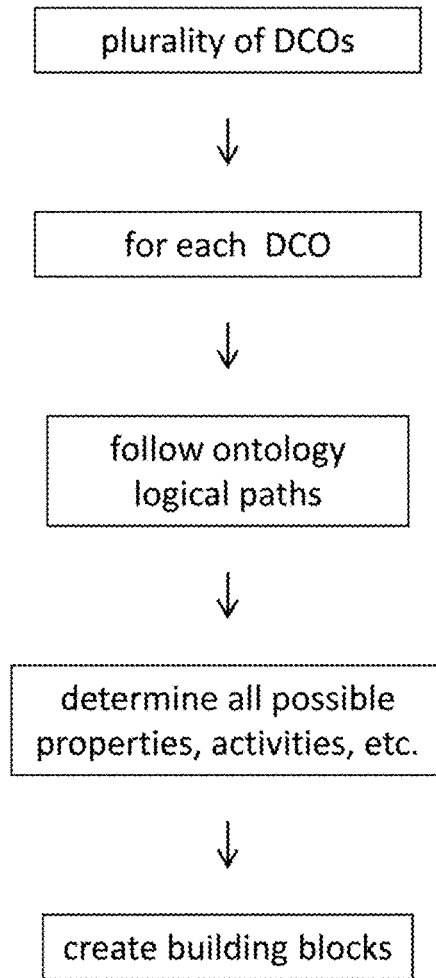 plurality of DCOs
for each DCO
follow ontology
logical paths
determine all possible
properties, activities, etc.
create building blocks